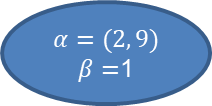 α = (2, 9)
β =1